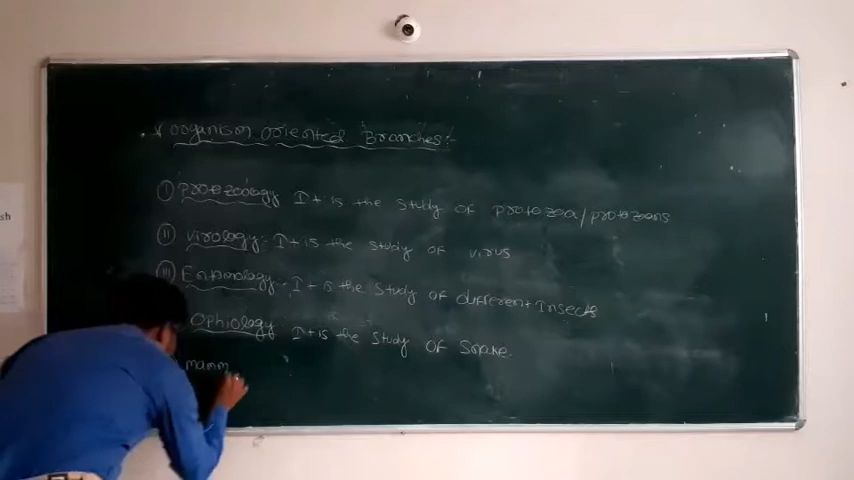 * Organism oriented Branches:-
I Protozoology It is the study of protozoa/protozoans
II Virology: It is the study of virus
III Entomology. It is the study of different Insects
Ophiology It is the study of snake.
mamm